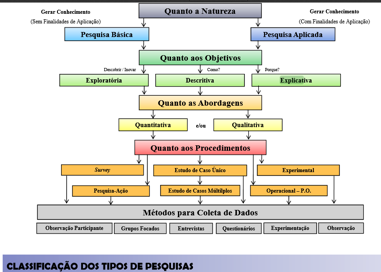 Quanto a Natureza
Gerar Conhecimento
(Sem Finalidades de Aplicação)
Gerar Conhecimento
(Com Finalidades de Aplicação)
Pesquisa Básica
Pesquisa Aplicada
Quanto aos Objetivos
Descobrir / Inovar
Como?
Porque?
Exploratória
Descritiva
Explicativa
Quanto as Abordagens
Quantitativa
e/ou
Qualitativa
Quanto aos Procedimentos
Survey
Estudo de Caso Único
Experimental
Pesquisa-Ação
Estudo de Casos Múltiplos
Operacional – P.O.
Métodos para Coleta de Dados
Observação Participante
Grupos Focados
Entrevistas
Questionários
Experimentação
Observação
CLASSIFICAÇÃO DOS TIPOS DE PESQUISAS